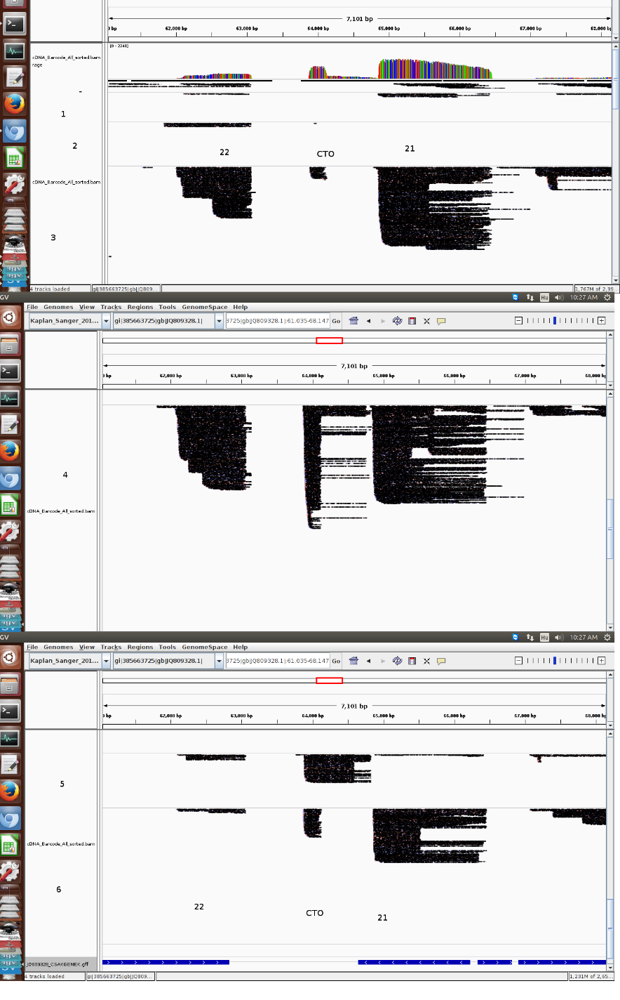 7,101 bp
0 bp 62,000 bp 63,000 bp 64,000 bp 65,000 bp 66,000 bp 67,000 bp 68,000 bp
[0 - 2248]
cDNA_Barcode_All_sorted.bam
rage
-
1
2
22 CTO 21
cDNA_Barcode_All_sorted.bam
3
4 tracks loaded gi|385663725|gb|JQ809... 1,767M of 2,39...
GV Hu 10:27 AM
File Genomes View Tracks Regions Tools GenomeSpace Help
Kaplan_Sanger_201... gi|385663725|gb|JQ809328.1| 3725|gb|JQ809328.1|:61.035-68.147 Go
7,101 bp
0 bp 62,000 bp 63,000 bp 64,000 bp 65,000 bp 66,000 bp 67,000 bp 68,000 bp
4
cDNA_Barcode_All_sorted.bam
GV Hu 10:27 AM
File Genomes View Tracks Regions Tools GenomeSpace Help
Kaplan_Sanger_201... gi|385663725|gb|JQ809328.1| 3725|gb|JQ809328.1|:61.035-68.147 Go
7,101 bp
0 bp 62,000 bp 63,000 bp 64,000 bp 65,000 bp 66,000 bp 67,000 bp 68,000 bp
5
cDNA_Barcode_All_sorted.bam
6
22 CTO 21
JQ809328_CSAKGENEK.gff
4 tracks loaded gi|385663725|gb|JQ809... 1,231M of 2,65...